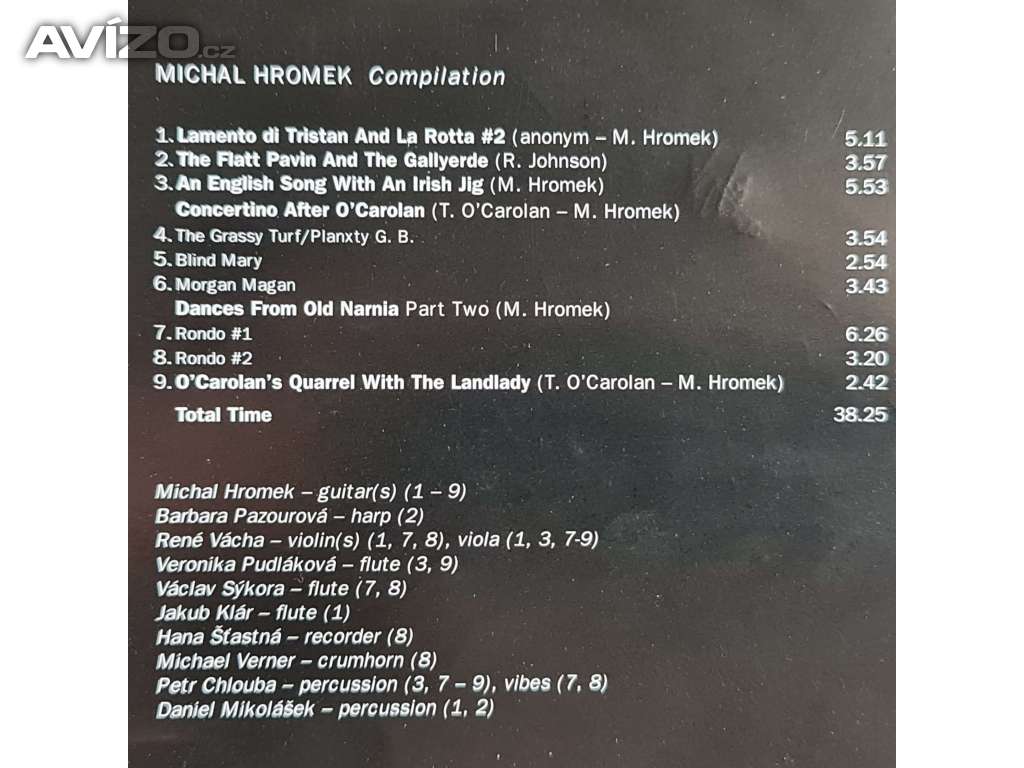 AVÍZO.cz
MICHAL HROMEK Compilation
1. Lamento di Tristan And La Rotta #2 (anonym – M. Hromek) 5.11
2. The Flatt Pavin And The Gallyerde (R. Johnson) 3.57
3. An English Song With An Irish Jig (M. Hromek) 5.53
Concertino After O'Carolan (T. O'Carolan – M. Hromek)
4. The Grassy Turf/Planxty G. B. 3.54
5. Blind Mary 2.54
6. Morgan Magan 3.43
Dances From Old Narnia Part Two (M. Hromek)
7. Rondo #1 6.26
8. Rondo #2 3.20
9. O'Carolan's Quarrel With The Landlady (T. O'Carolan – M. Hromek) 2.42
Total Time 38.25
Michal Hromek – guitar(s) (1 – 9)
Barbara Pazourová – harp (2)
René Vácha – violin(s) (1, 7, 8), viola (1, 3, 7-9)
Veronika Pudláková – flute (3, 9)
Václav Sýkora – flute (7, 8)
Jakub Klár – flute (1)
Hana Šťastná – recorder (8)
Michael Verner – crumhorn (8)
Petr Chlouba – percussion (3, 7 – 9), vibes (7, 8)
Daniel Mikolášek – percussion (1, 2)